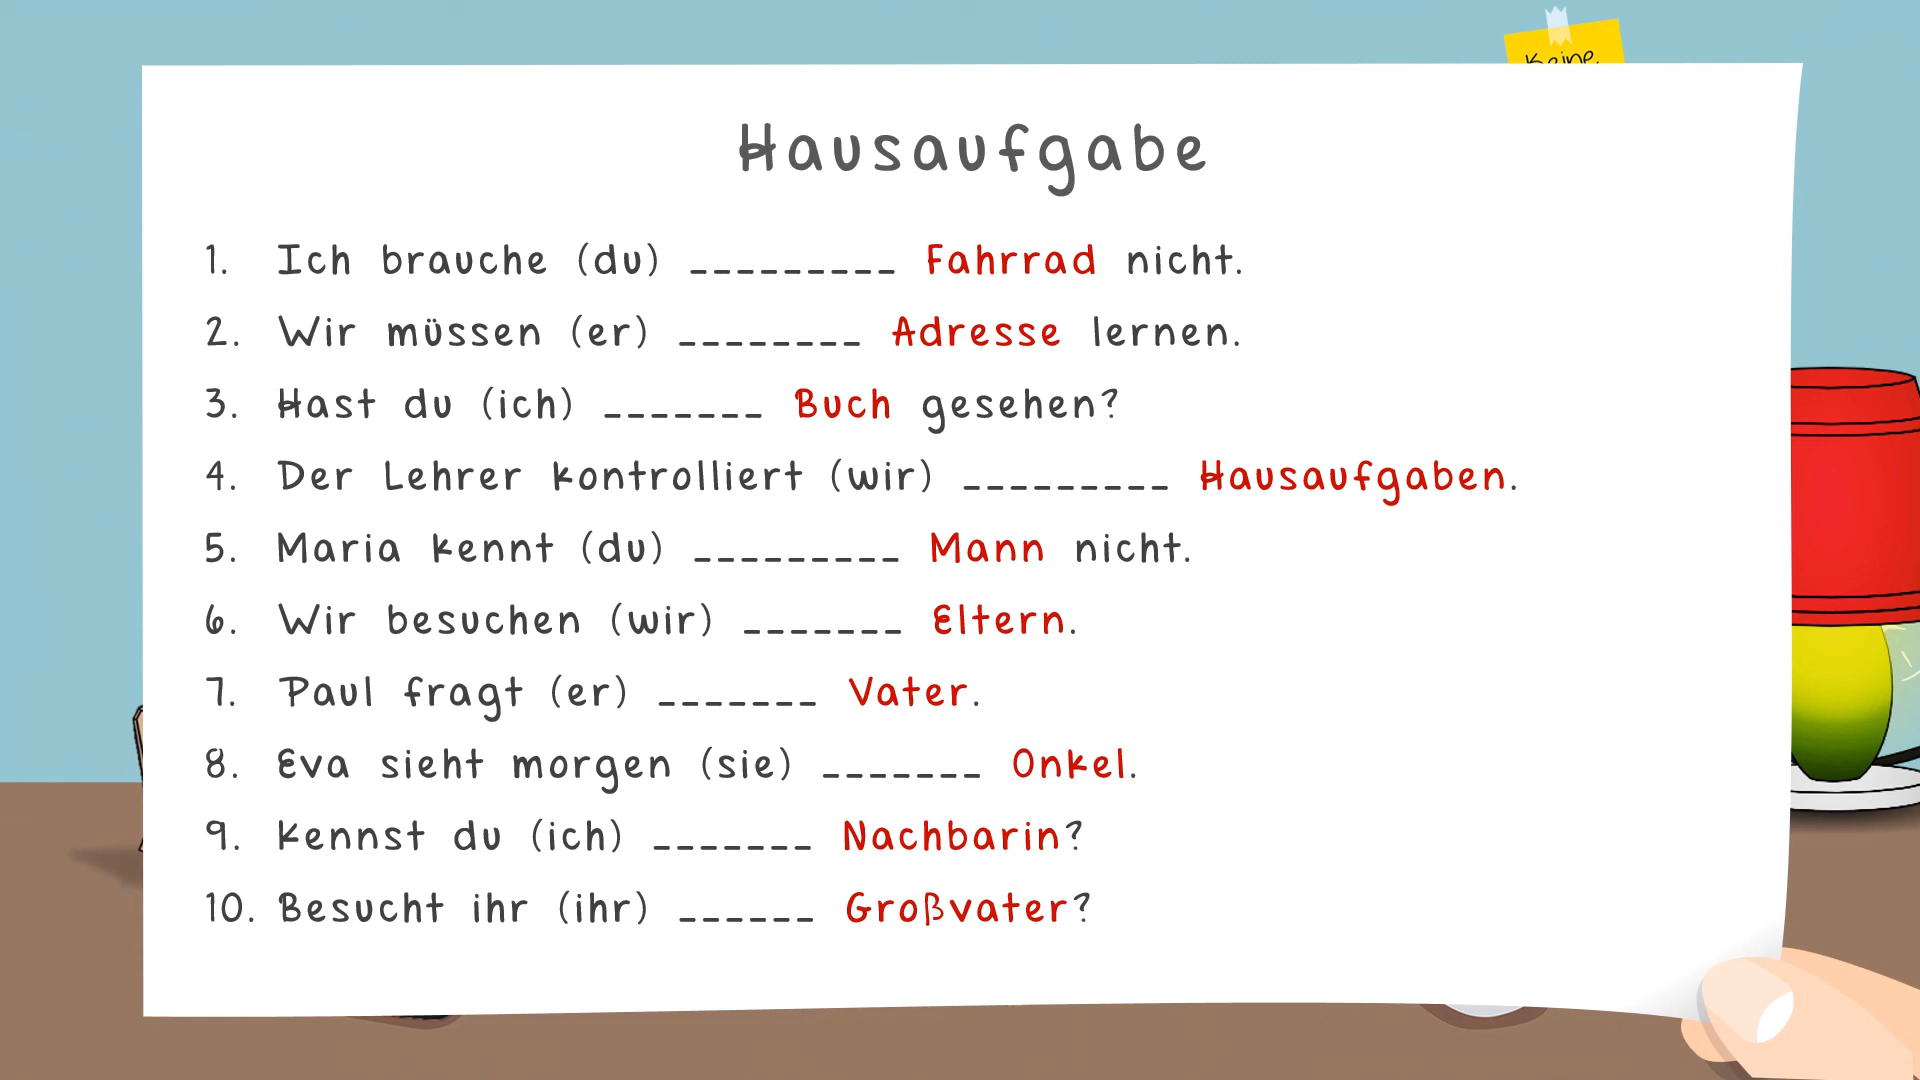 Keine
Hausaufgabe
1. Ich brauche (du) _________ Fahrrad nicht.
2. Wir müssen (er) ________ Adresse lernen.
3. Hast du (ich) _______ Buch gesehen?
4. Der Lehrer kontrolliert (wir) _________ Hausaufgaben.
5. Maria kennt (du) _________ Mann nicht.
6. Wir besuchen (wir) _______ Eltern.
7. Paul fragt (er) _______ Vater.
8. Eva sieht morgen (sie) _______ Onkel.
9. Kennst du (ich) _______ Nachbarin?
10. Besucht ihr (ihr) ______ Großvater?